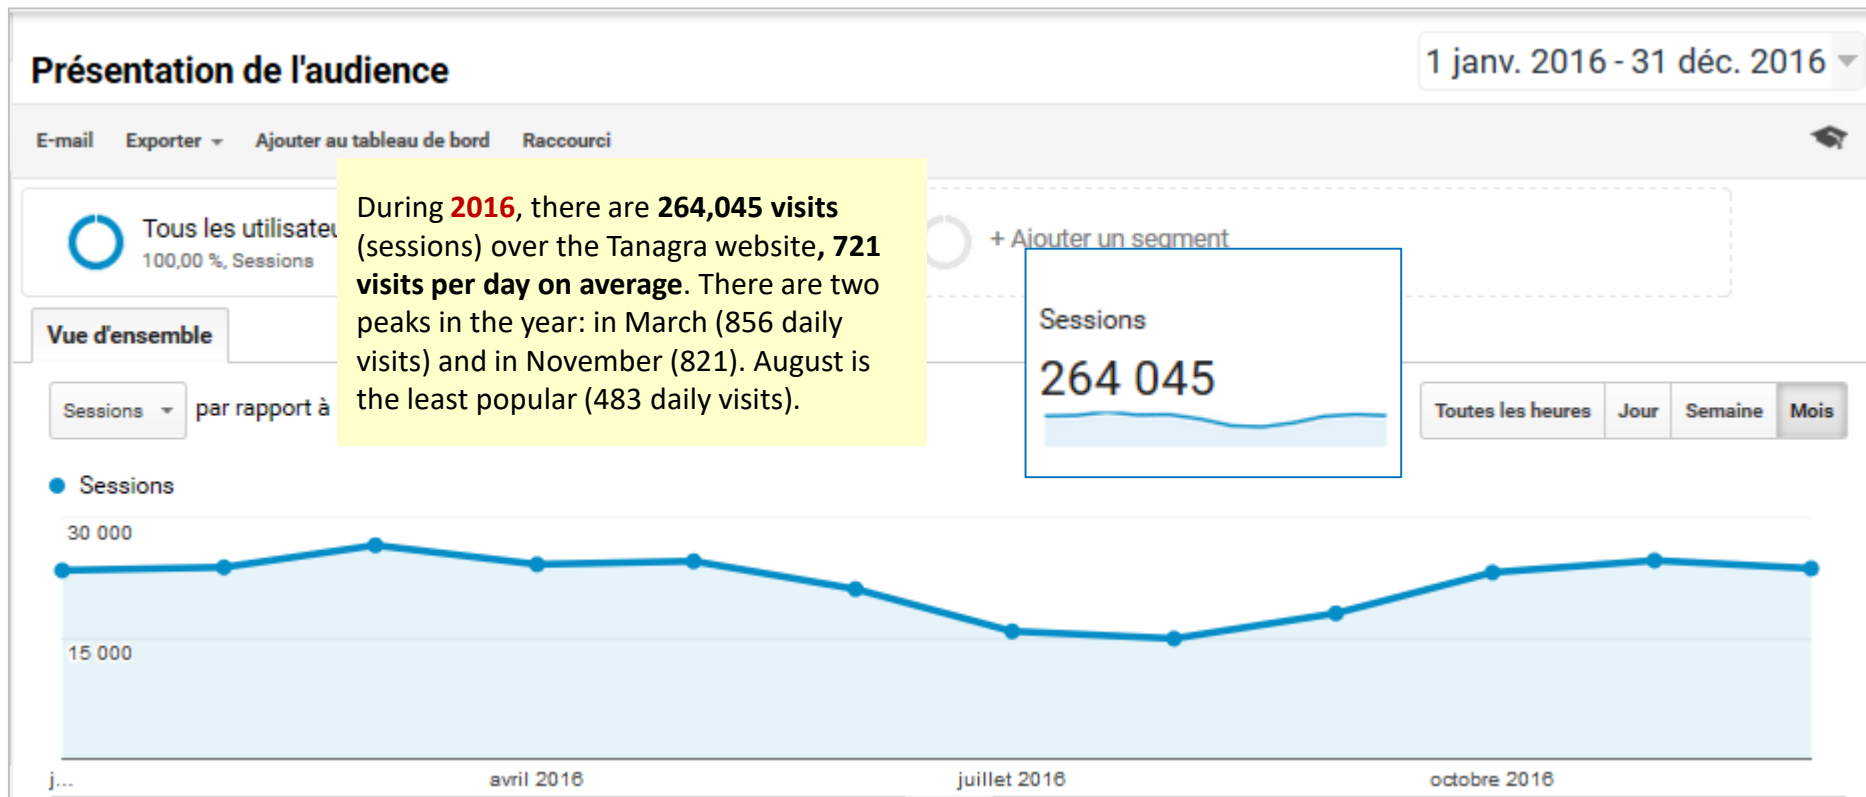 Présentation de l'audience
1 janv. 2016 - 31 déc. 2016
E-mail Exporter Ajouter au tableau de bord Raccourci
Tous les utilisateu
100,00 %, Sessions
During 2016, there are 264,045 visits
(sessions) over the Tanagra website, 721
visits per day on average. There are two
peaks in the year: in March (856 daily
visits) and in November (821). August is
the least popular (483 daily visits).
+ Ajouter un segment
Vue d'ensemble
Sessions
264 045
Sessions par rapport à
Toutes les heures Jour Semaine Mois
Sessions
30 000
15 000
j... avril 2016 juillet 2016 octobre 2016